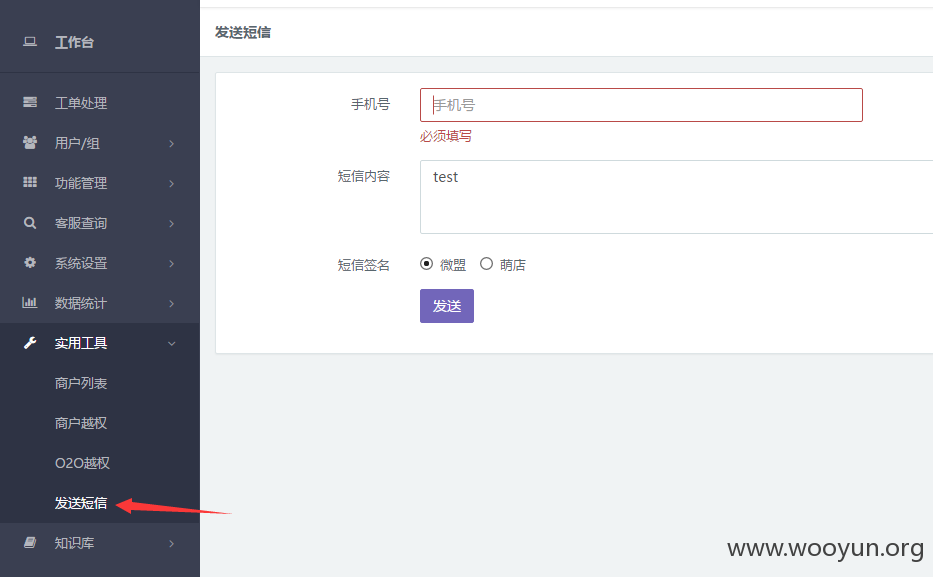 工作台
工单处理
用户/组
功能管理
客服查询
系统设置
数据统计
实用工具
商户列表
商户越权
O2O越权
发送短信
知识库
发送短信
手机号
手机号
必须填写
短信内容
test
短信签名
微盟 萌店
发送
www.wooyun.org